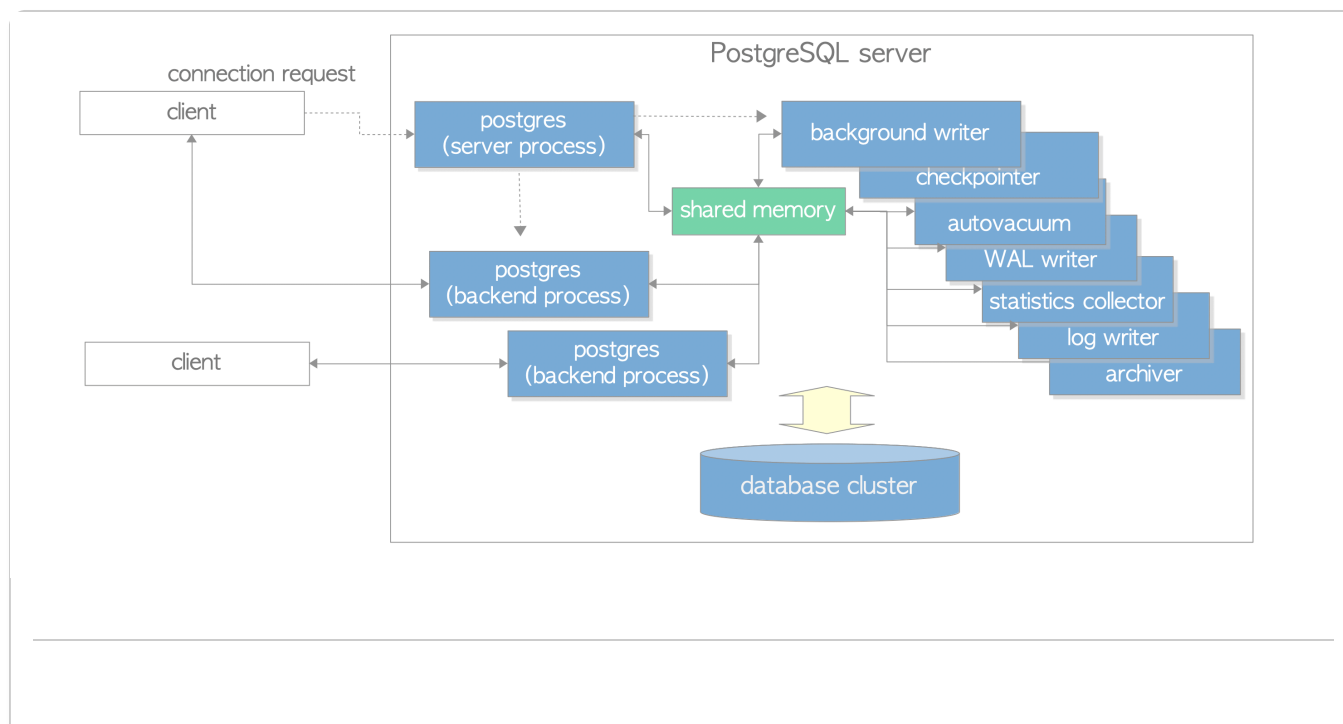 PostgreSQL server
connection request
client
postgres
(server process)
background writer
checkpointer
shared memory
autovacuum
WAL writer
postgres
(backend process)
statistics collector
log writer
client
postgres
(backend process)
archiver
database cluster